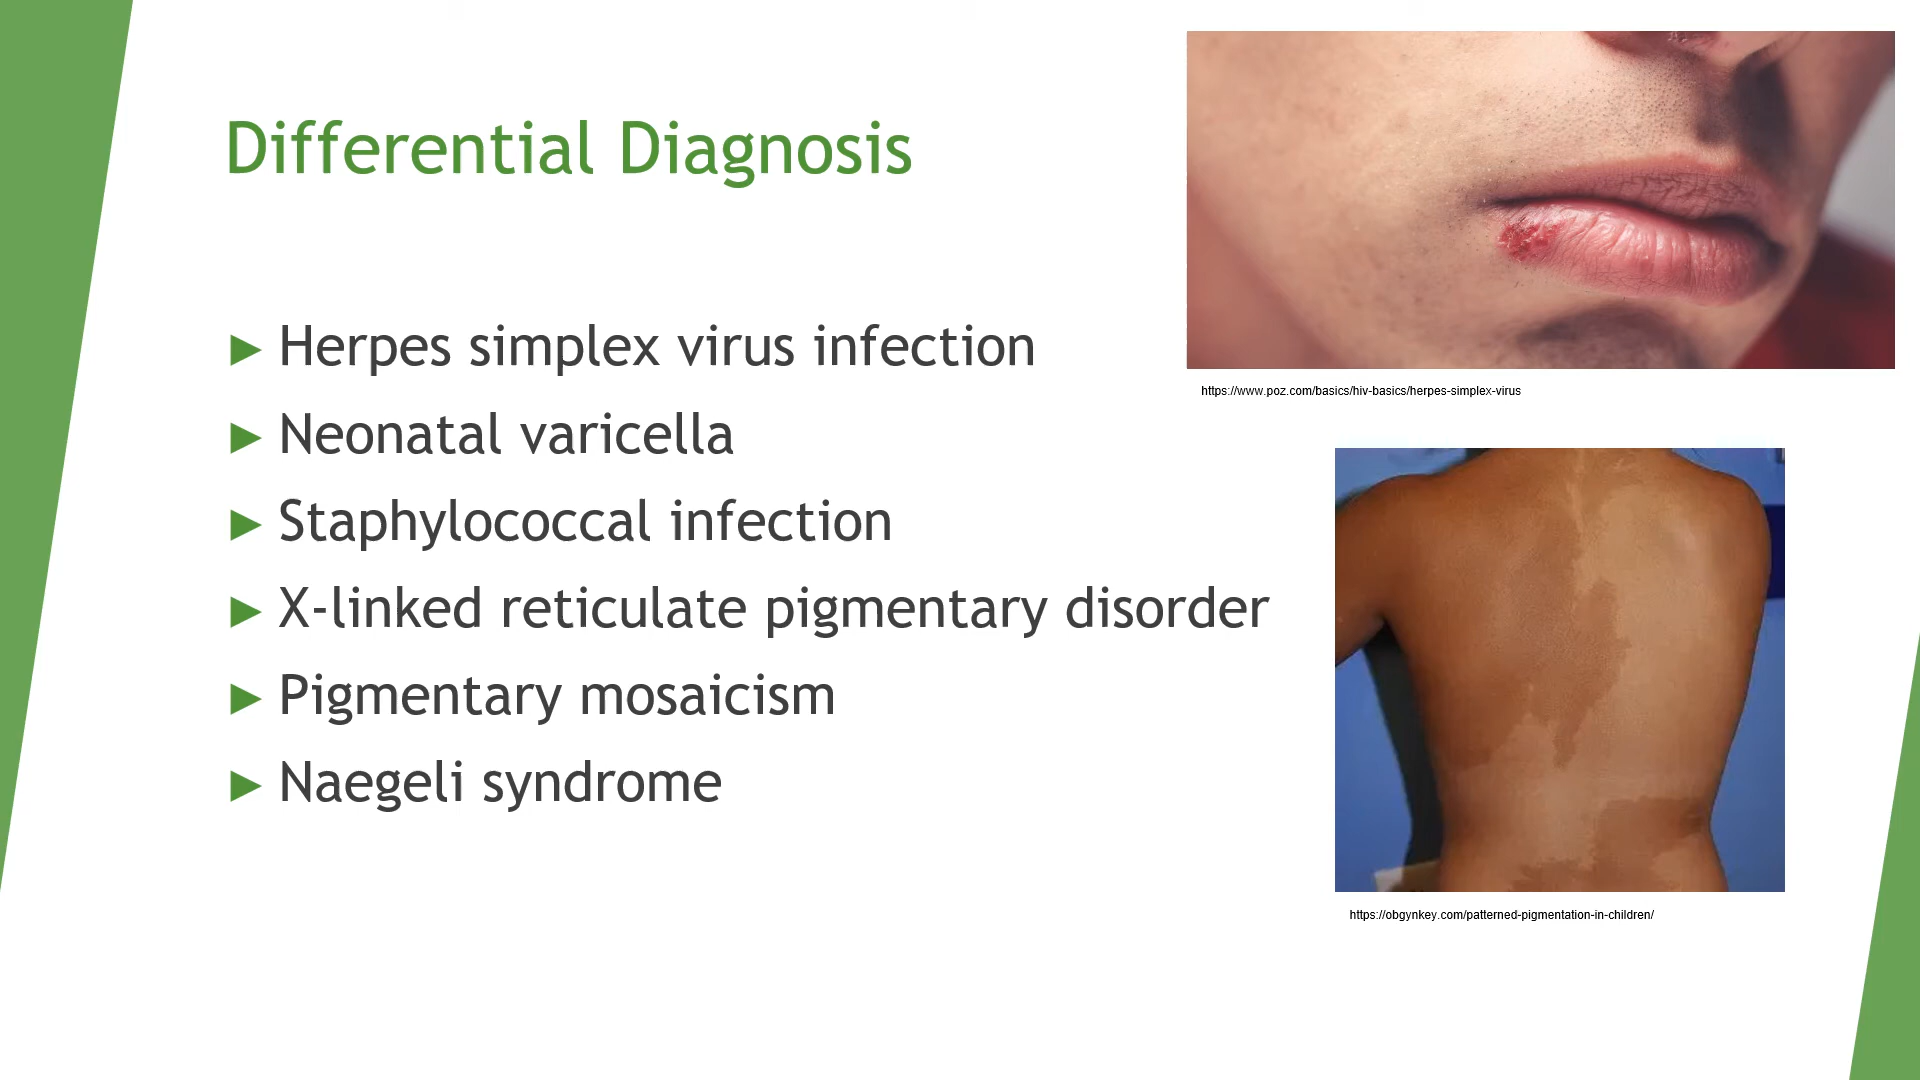 Differential Diagnosis
Herpes simplex virus infection
Neonatal varicella
Staphylococcal infection
X-linked reticulate pigmentary disorder
Pigmentary mosaicism
Naegeli syndrome
https://www.poz.com/basics/hiv-basics/herpes-simplex-virus
https://obgynkey.com/patterned-pigmentation-in-children/